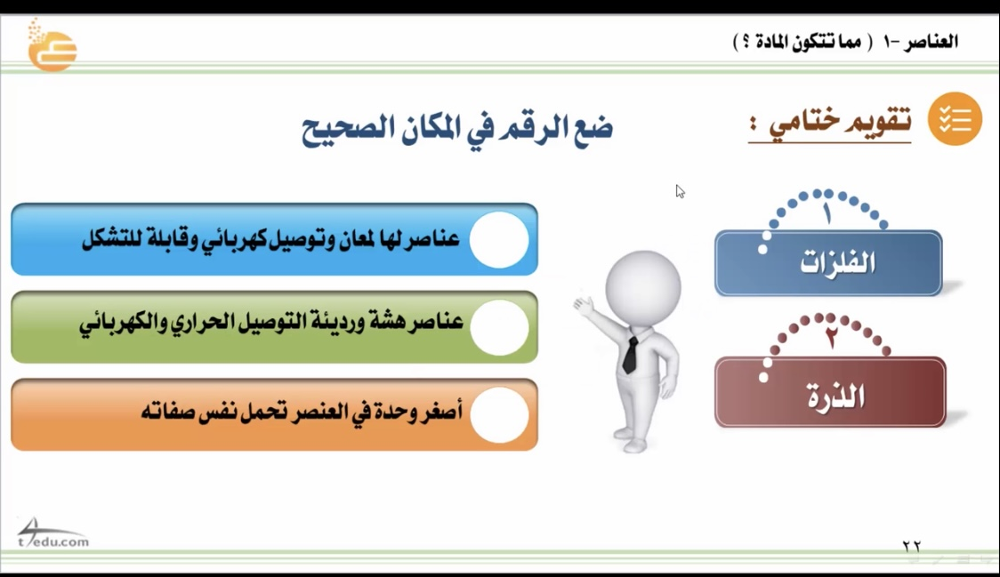 العناصر -١ ( مما تتكون المادة ؟ )
تقويم ختامي :
ضع الرقم في المكان الصحيح
١
الفلزات
٢
الذرة
عناصر لها لمعان وتوصيل كهربائي وقابلة للتشكل
عناصر هشة ورديئة التوصيل الحراري والكهربائي
أصغر وحدة في العنصر تحمل نفس صفاته
t4edu.com
٢٢